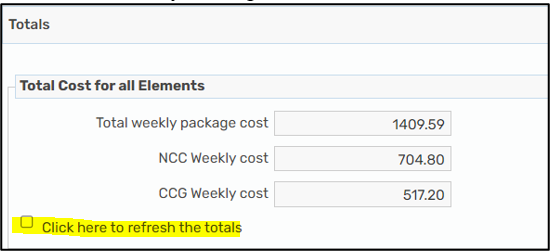 Totals
Total Cost for all Elements
Total weekly package cost 1409.59
NCC Weekly cost 704.80
CCG Weekly cost 517.20
Click here to refresh the totals